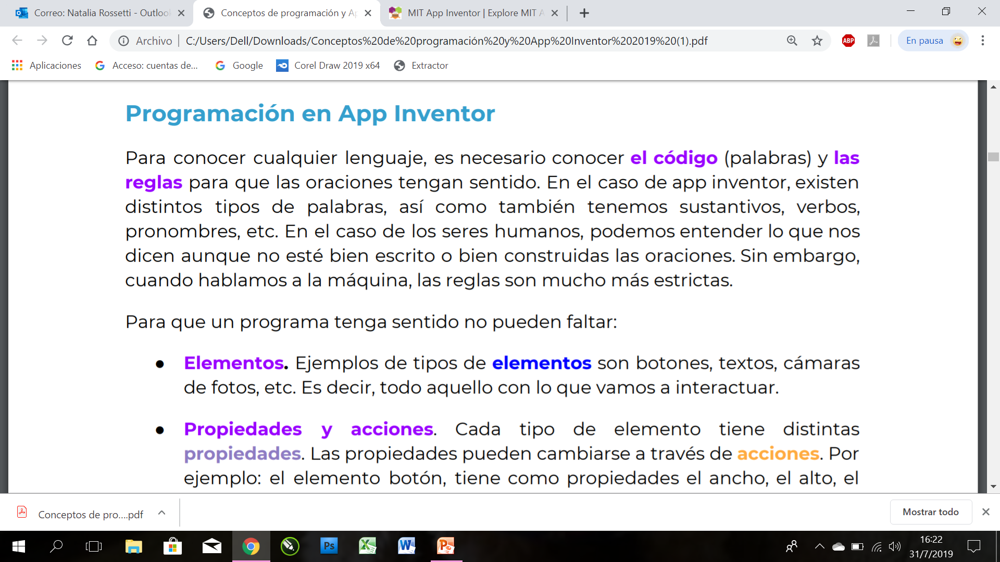 Correo: Natalia Rossetti - Outlook
Conceptos de programación y Ap
MIT App Inventor | Explore MIT A
Archivo | C:/Users/Dell/Downloads/Conceptos%20de%20programación%20y%20App%20Inventor%202019%20(1).pdf
ABP
En pausa
Aplicaciones
Acceso: cuentas de...
Google
Corel Draw 2019 x64
Extractor
Programación en App Inventor
Para conocer cualquier lenguaje, es necesario conocer el código (palabras) y las
reglas para que las oraciones tengan sentido. En el caso de app inventor, existen
distintos tipos de palabras, así como también tenemos sustantivos, verbos,
pronombres, etc. En el caso de los seres humanos, podemos entender lo que nos
dicen aunque no esté bien escrito o bien construidas las oraciones. Sin embargo,
cuando hablamos a la máquina, las reglas son mucho más estrictas.
Para que un programa tenga sentido no pueden faltar:
● Elementos. Ejemplos de tipos de elementos son botones, textos, cámaras
de fotos, etc. Es decir, todo aquello con lo que vamos a interactuar.
● Propiedades y acciones. Cada tipo de elemento tiene distintas
propiedades. Las propiedades pueden cambiarse a través de acciones. Por
ejemplo: el elemento botón, tiene como propiedades el ancho, el alto, el
Conceptos de pro....pdf
Mostrar todo
Ps
16:22
31/7/2019